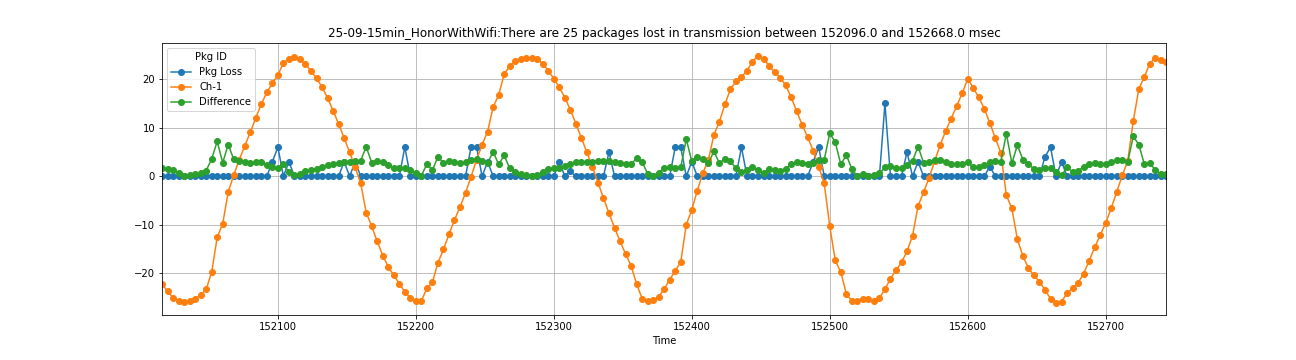 25-09-15min_HonorWithWifi:There are 25 packages lost in transmission between 152096.0 and 152668.0 msec
Pkg ID
Pkg Loss
Ch-1
Difference
20
10
0
−10
−20
152100 152200 152300 152400 152500 152600 152700
Time